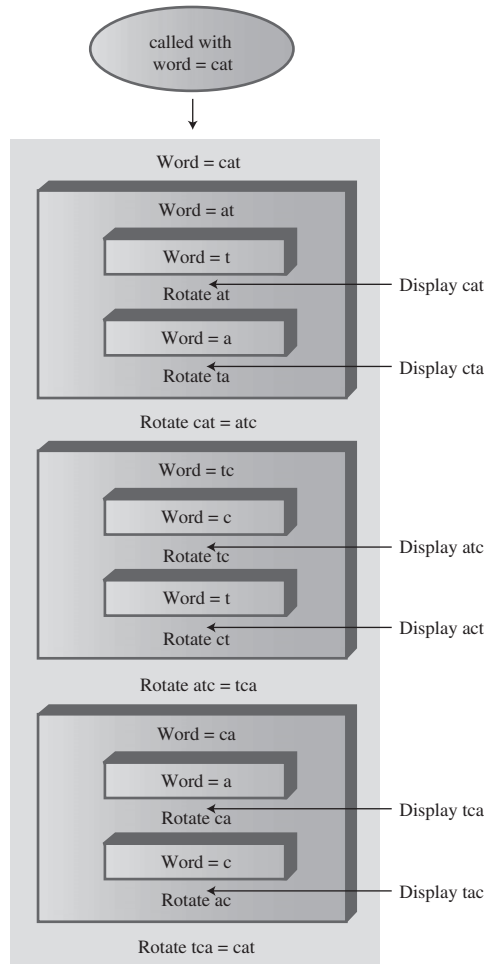 called with
word = cat
Word = cat
Word = at
Word = t
Rotate at
Display cat
Word = a
Rotate ta
Display cta
Rotate cat = atc
Word = tc
Word = c
Rotate tc
Display atc
Word = t
Rotate ct
Display act
Rotate atc = tca
Word = ca
Word = a
Rotate ca
Display tca
Word = c
Rotate ac
Display tac
Rotate tca = cat